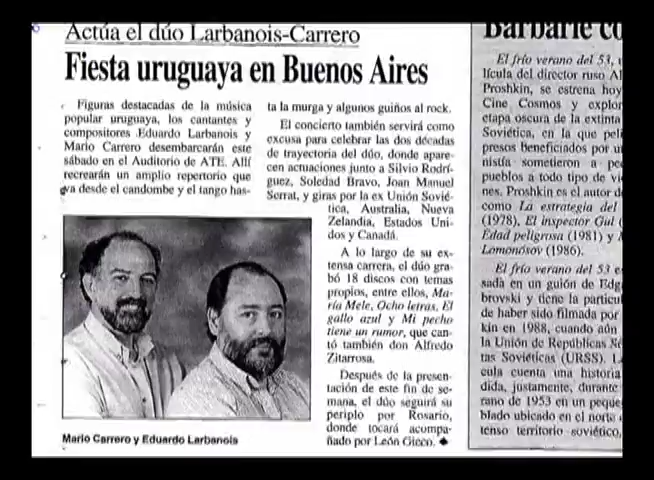 Actúa el dúo Larbanois-Carrero
Fiesta uruguaya en Buenos Aires
Figuras destacadas de la música
popular uruguaya, los cantantes y
compositores Eduardo Larbanois y
Mario Carrero desembarcarán este
sábado en el Auditorio de ATE. Allí
recrearán un amplio repertorio que
va desde el candombe y el tango has-
ta la murga y algunos guiños al rock.
El concierto también servirá como
excusa para celebrar las dos décadas
de trayectoria del dúo, donde apare-
cen actuaciones junto a Silvio Rodrí-
guez, Soledad Bravo, Joan Manuel
Serrat, y giras por la ex Unión Sovié-
tica, Australia, Nueva
Zelandia, Estados Uni-
dos y Canadá.
A lo largo de su ex-
tensa carrera, el dúo gra-
bó 18 discos con temas
propios, entre ellos, Ma-
ría Mele, Ocho letras, El
gallo azul y Mi pecho
tiene un rumor, que can-
tó también don Alfredo
Zitarrosa.
Después de la presen-
tación de este fin de se-
mana, el dúo seguirá su
periplo por Rosario,
donde tocará acompa-
ñado por León Gieco.
Mario Carrero y Eduardo Larbanois
Barbarie co
El frío verano del 53,
lícula del director ruso Al
Proshkin, se estrena hoy
Cine Cosmos y explor
etapa oscura de la extinta
Soviética, en la que peli
presos beneficiados por u
nistía sometieron a pe
pueblos a todo tipo de vi
nes. Proshkin es el autor d
como La estrategia del
(1978), El inspector Gul (
Edad peligrosa (1981) y
Lomonósov (1986).
El frío verano del 53 e
sada en un guión de Edg
brovski y tiene la particul
de haber sido filmada por
kin en 1988, cuando aún
la Unión de Repúblicas
tas Soviéticas (URSS).
cula cuenta una historia
dida, justamente, durante
rano de 1953 en un peque
blado ubicado en el norte
tenso territorio soviético,